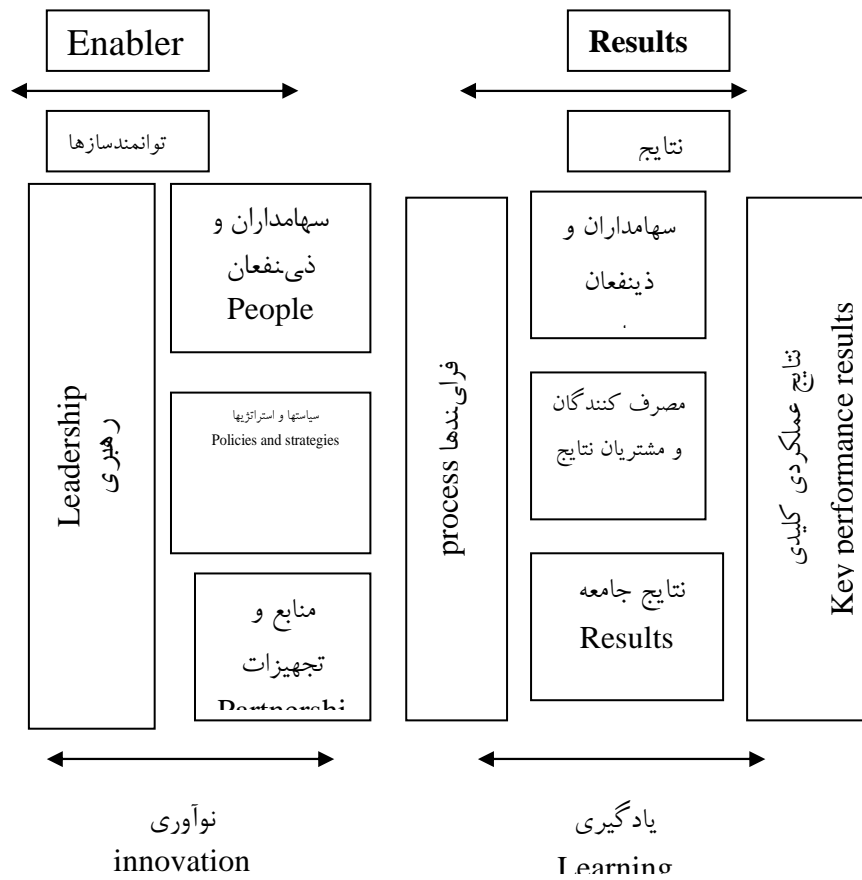 Enabler
Results
توانمندسازها
نتایج
Leadership
رهبری
سهامداران و
ذی‌نفعان
People
سیاستها و استراتژیها
Policies and strategies
منابع و
تجهیزات
فرایندها process
سهامداران و
ذینفعان
مصرف کنندگان
و مشتریان نتایج
نتایج جامعه
Results
نتایج عملکردی کلیدی
Key performance results
نوآوری
innovation
یادگیری
Learning